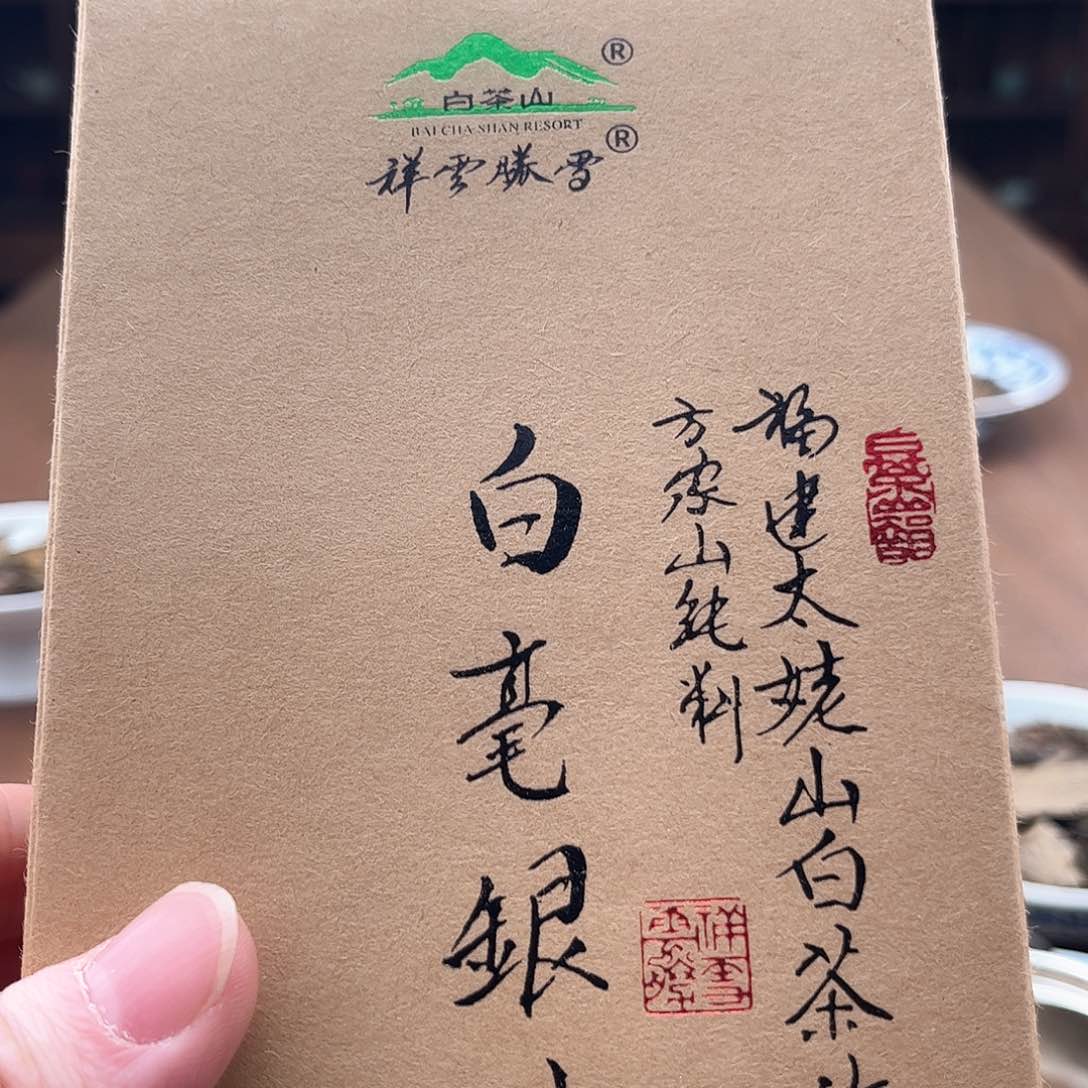 白茶山 ®
BAI CHA SHAN RESORT
祥雲勝雪 ®
福建太姥山白茶
方家山純料
白毫銀